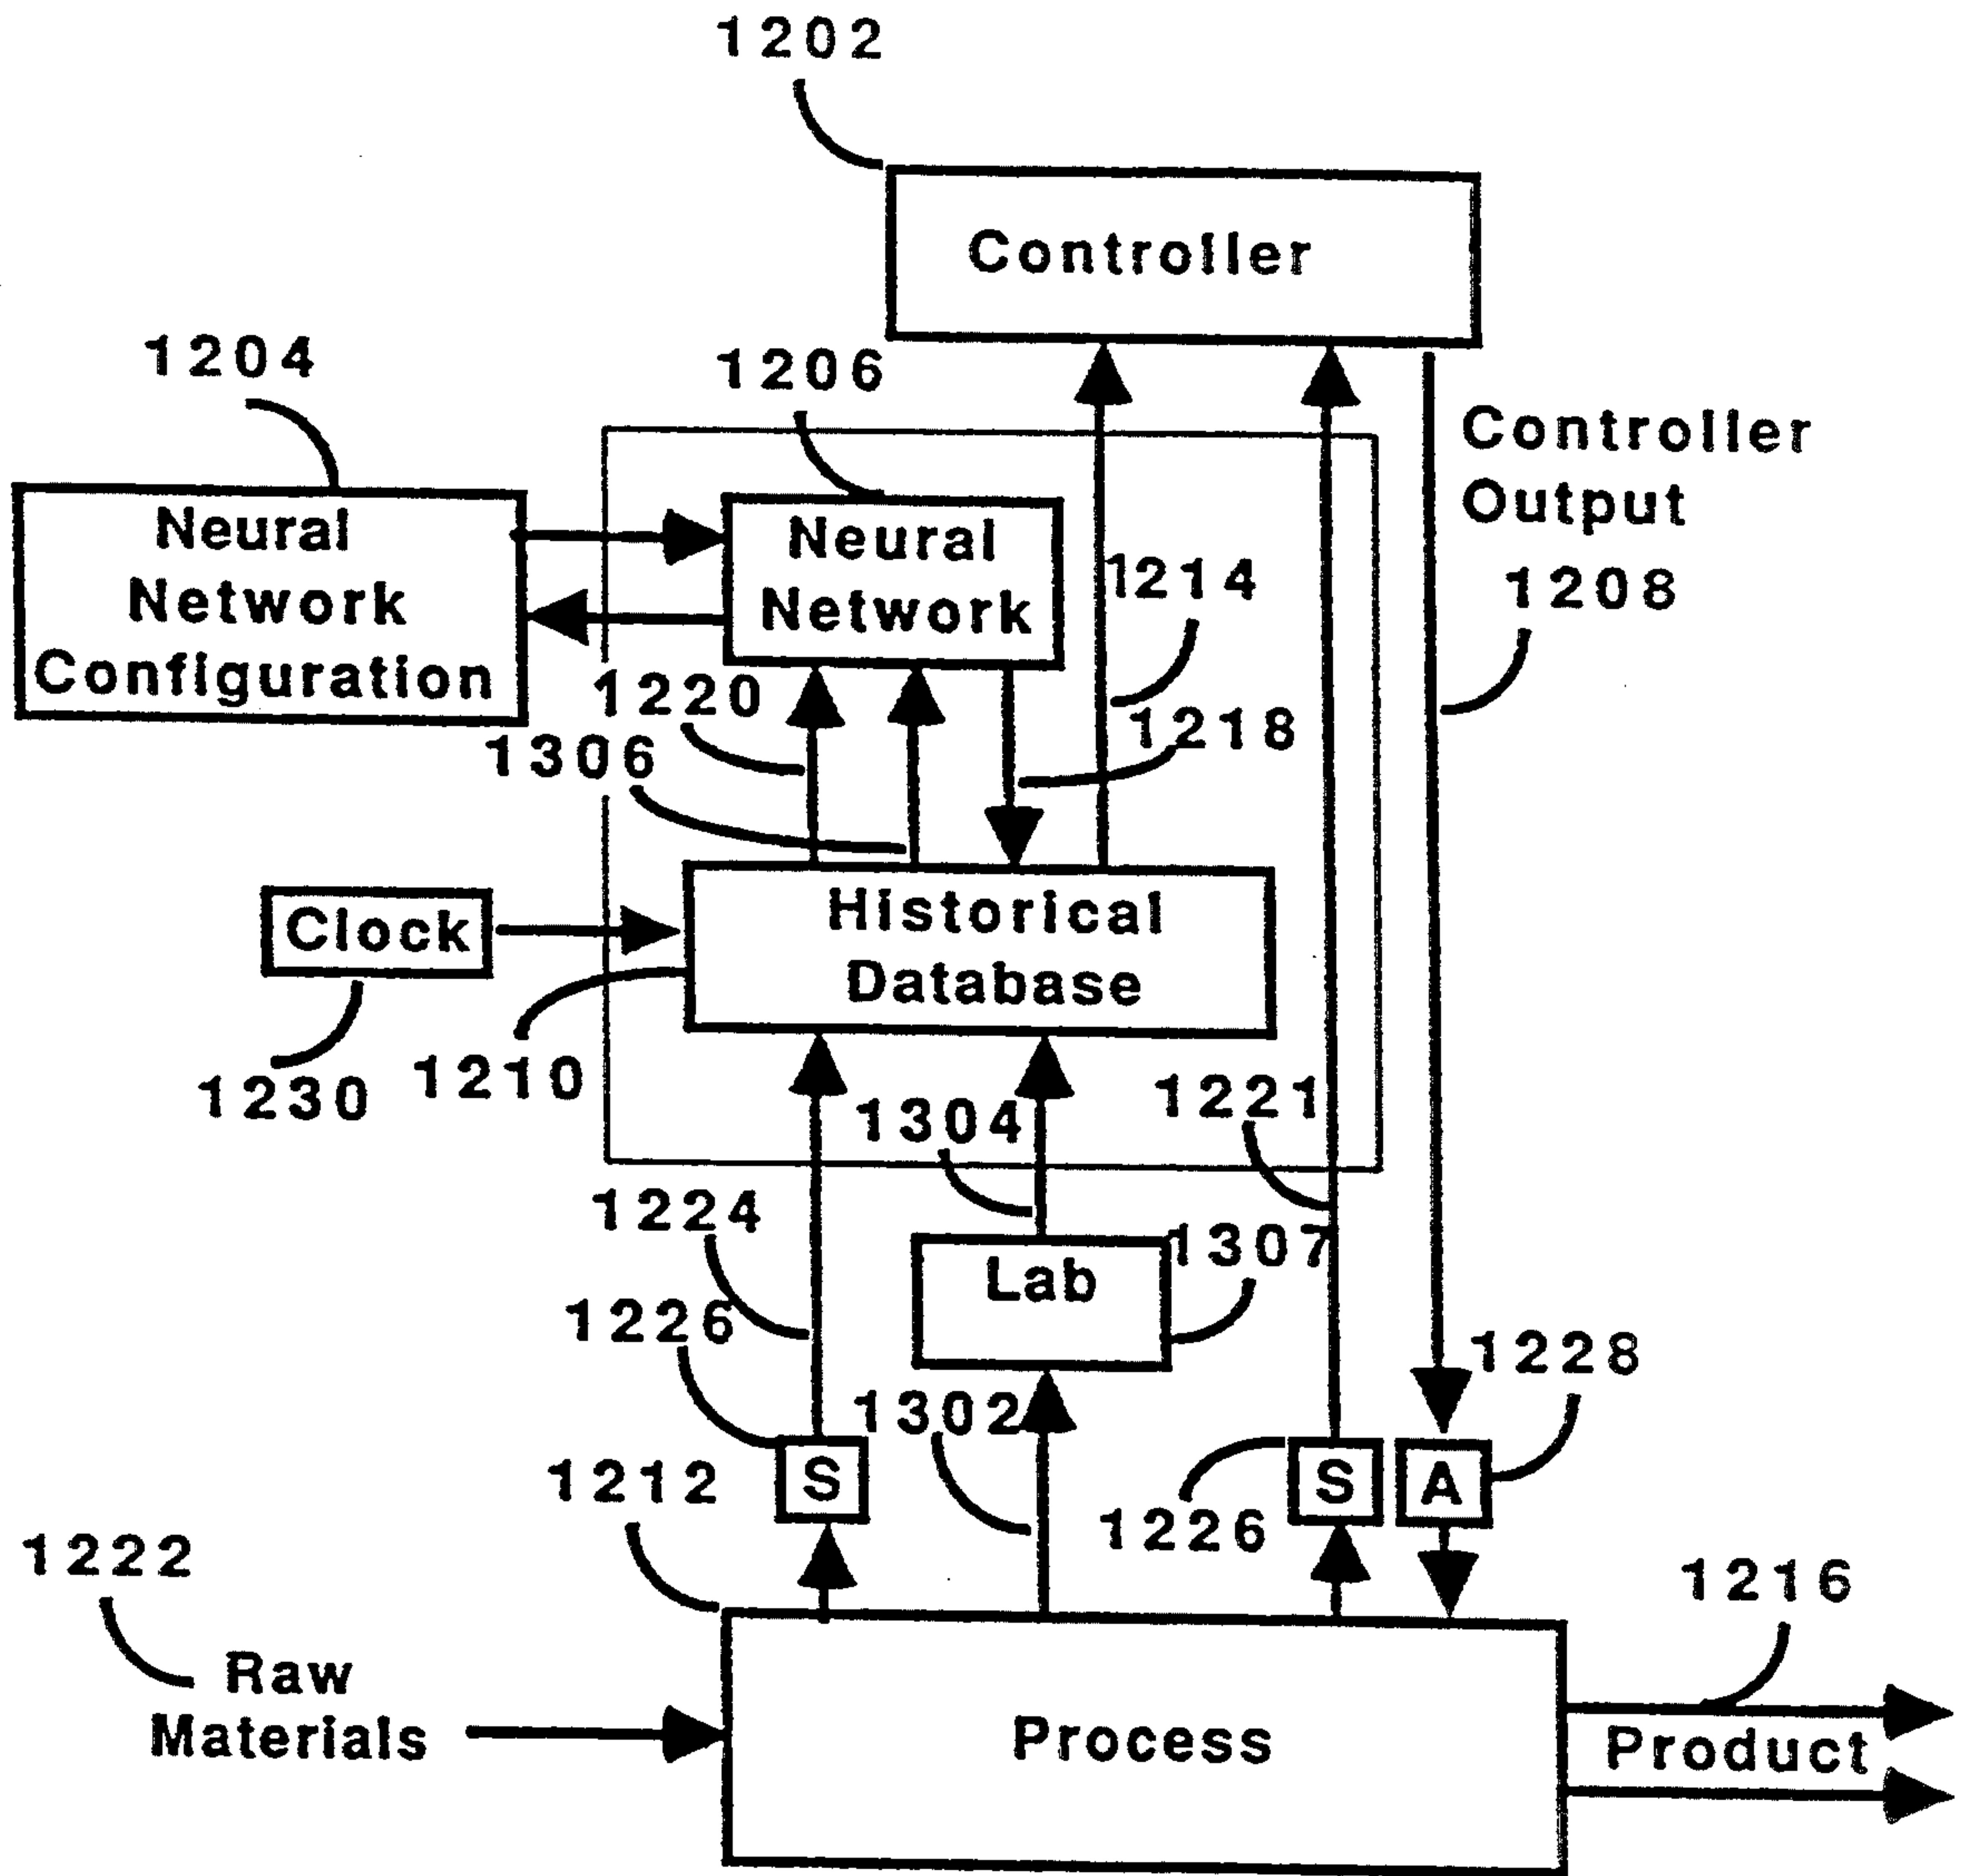 1202
Controller
1204
1206
Controller
Output
Neural
Network
Configuration
Neural
Network
1214
1208
1220
1218
1306
Clock
Historical
Database
1230
1210
1304
1221
1224
1307
Lab
1226
1228
1302
1212
S
S
A
1226
1222
1216
Raw
Materials
Process
Product